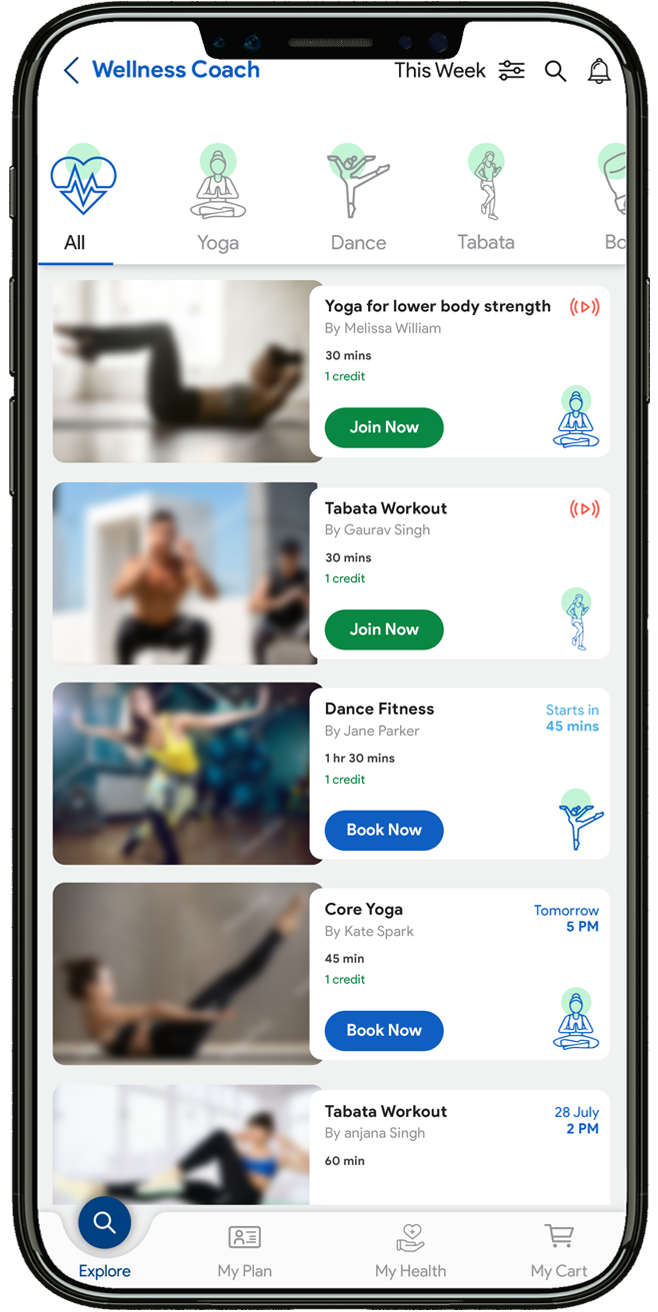 Wellness Coach
This Week
All
Yoga
Dance
Tabata
Bo
Yoga for lower body strength
By Melissa William
30 mins
1 credit
Join Now
Tabata Workout
By Gaurav Singh
30 mins
1 credit
Join Now
Dance Fitness
Starts in
45 mins
By Jane Parker
1 hr 30 mins
1 credit
Book Now
Core Yoga
Tomorrow
5 PM
By Kate Spark
45 min
1 credit
Book Now
Tabata Workout
28 July
2 PM
By anjana Singh
60 min
Explore
My Plan
My Health
My Cart